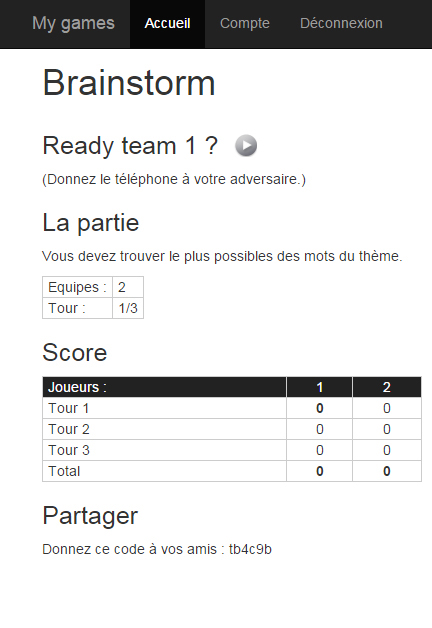 My games Accueil Compte Déconnexion
Brainstorm
Ready team 1 ?
(Donnez le téléphone à votre adversaire.)
La partie
Vous devez trouver le plus possibles des mots du thème.
Equipes : 2
Tour : 1/3
Score
Joueurs : 1 2
Tour 1 0 0
Tour 2 0 0
Tour 3 0 0
Total 0 0
Partager
Donnez ce code à vos amis : tb4c9b